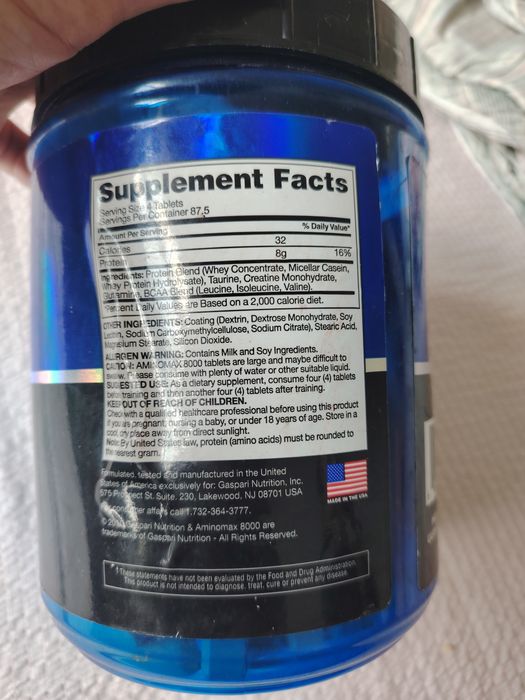 Supplement Facts
Serving Size 4 Tablets
Servings Per Container 87.5
Amount Per Serving % Daily Value*
Calories 32
Protein 8g 16%
Ingredients: Protein Blend (Whey Concentrate, Micellar Casein,
Whey Protein Hydrolysate), Taurine, Creatine Monohydrate,
Glutamine, BCAA Blend (Leucine, Isoleucine, Valine).
*Percent Daily Values are Based on a 2,000 calorie diet.
OTHER INGREDIENTS: Coating (Dextrin, Dextrose Monohydrate, Soy
Lecithin, Sodium Carboxymethylcellulose, Sodium Citrate), Stearic Acid,
Magnesium Stearate, Silicon Dioxide.
ALLERGEN WARNING: Contains Milk and Soy Ingredients.
CAUTION: AMINOMAX 8000 tablets are large and maybe difficult to
swallow. Please consume with plenty of water or other suitable liquid.
SUGGESTED USE: As a dietary supplement, consume four (4) tablets
before training and then another four (4) tablets after training.
KEEP OUT OF REACH OF CHILDREN.
Check with a qualified healthcare professional before using this product
if you are pregnant, nursing a baby, or under 18 years of age. Store in a
cool, dry place away from direct sunlight.
Note: By United States law, protein (amino acids) must be rounded to
the nearest gram.
Formulated, tested and manufactured in the United
States of America exclusively for: Gaspari Nutrition, Inc.
575 Prospect St. Suite. 230, Lakewood, NJ 08701 USA
MADE IN THE USA
For consumer affairs call 1.732-364-3777.
Gaspari Nutrition & Aminomax 8000 are
trademarks of Gaspari Nutrition - All Rights Reserved.
† These statements have not been evaluated by the Food and Drug Administration.
This product is not intended to diagnose, treat, cure or prevent any disease.